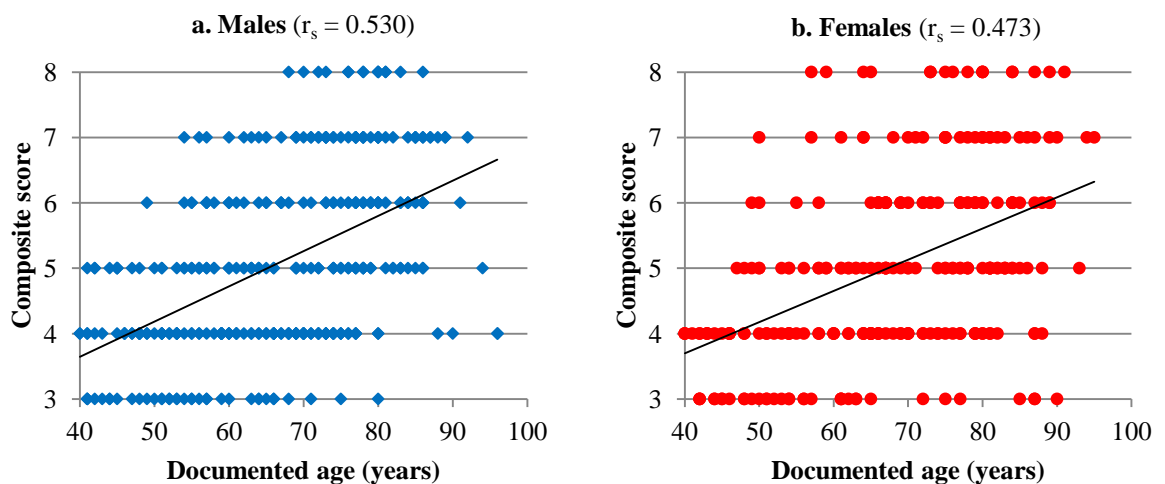 a. Males (rs = 0.530)
8
7
6
5
4
3
Composite score
40 50 60 70 80 90 100
Documented age (years)
b. Females (rs = 0.473)
8
7
6
5
4
3
Composite score
40 50 60 70 80 90 100
Documented age (years)